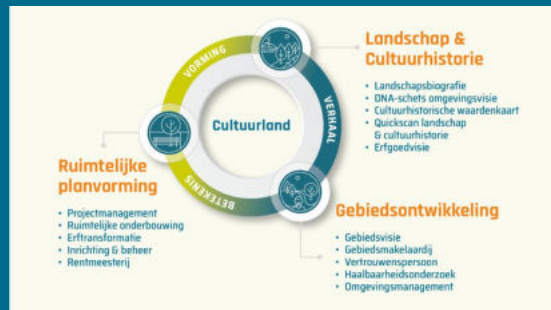 Landschap &
Cultuurhistorie
• Landschapsbiografie
• DNA-schets omgevingsvisie
• Cultuurhistorische waardenkaart
• Quickscan landschap
& cultuurhistorie
• Erfgoedvisie
VORMING
VERHAAL
BETEKENIS
Cultuurland
Ruimtelijke
planvorming
• Projectmanagement
• Ruimtelijke onderbouwing
• Erftransformatie
• Inrichting & beheer
• Rentmeesterij
Gebiedsontwikkeling
• Gebiedsvisie
• Gebiedsmakelaardij
• Vertrouwenspersoon
• Haalbaarheidsonderzoek
• Omgevingsmanagement